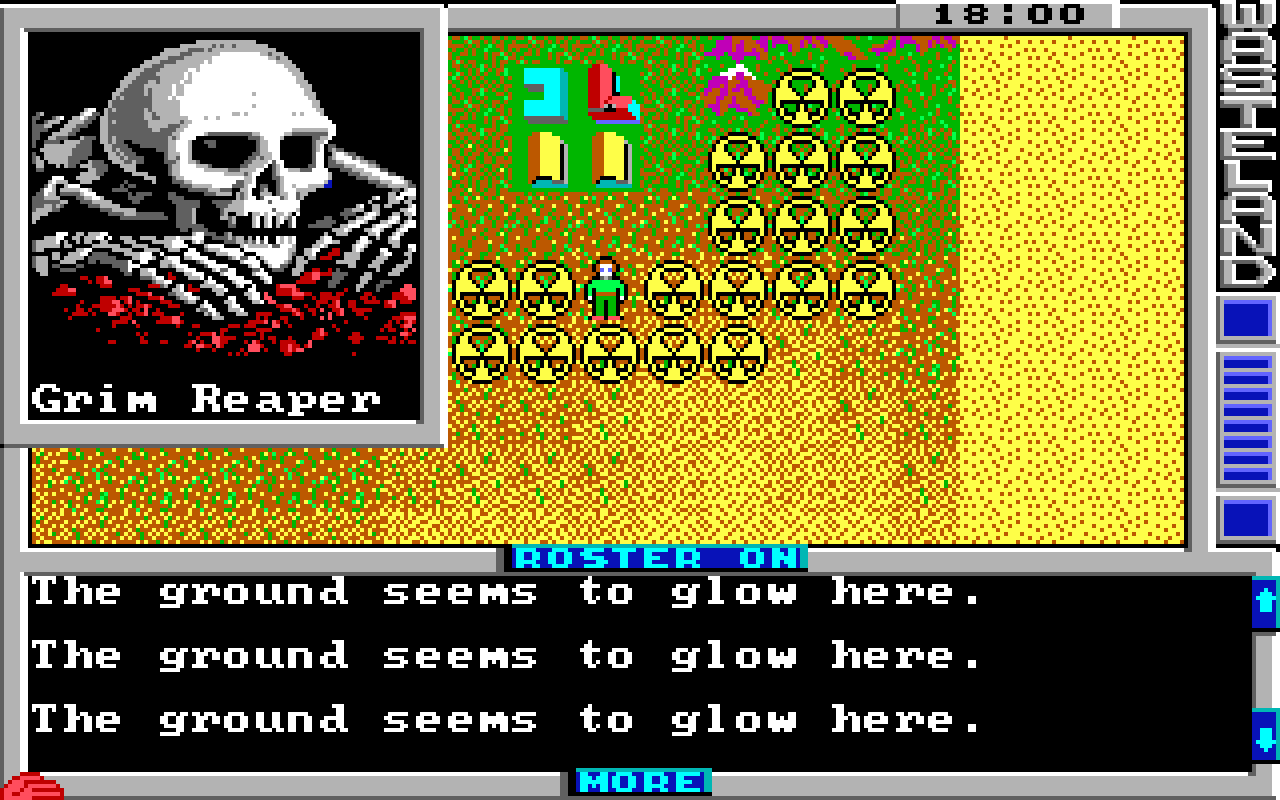 18:00
WASTELAND
Grim Reaper
ROSTER ON
The ground seems to glow here.
The ground seems to glow here.
The ground seems to glow here.
MORE